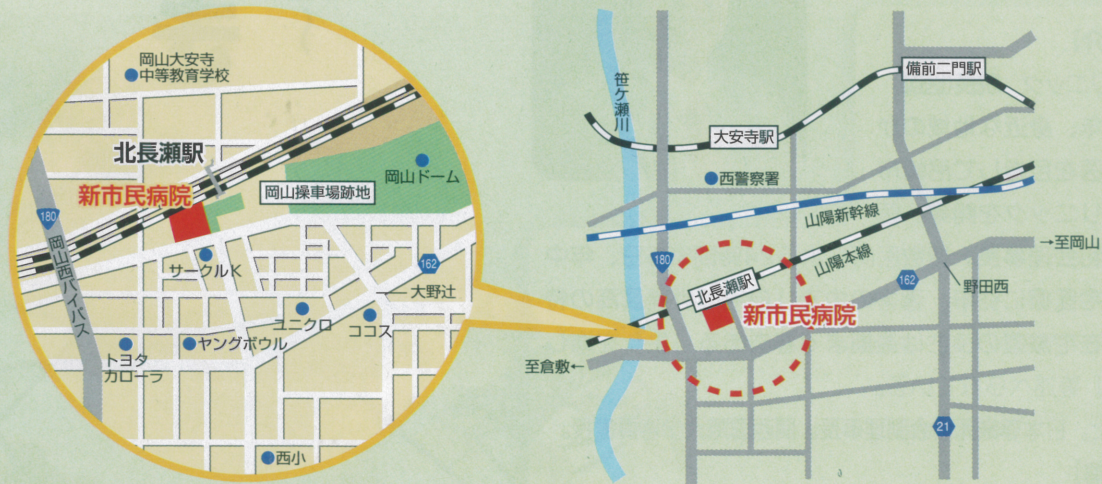 岡山大安寺
中等教育学校
北長瀬駅
新市民病院
岡山操車場跡地
岡山ドーム
180
岡山西バイパス
サークルK
162
大野辻
ユニクロ
ココス
ヤングボウル
トヨタ
カローラ
西小
笹ケ瀬川
備前二門駅
大安寺駅
西警察署
山陽新幹線
山陽本線
→至岡山
180
北長瀬駅
新市民病院
162
野田西
至倉敷←
21